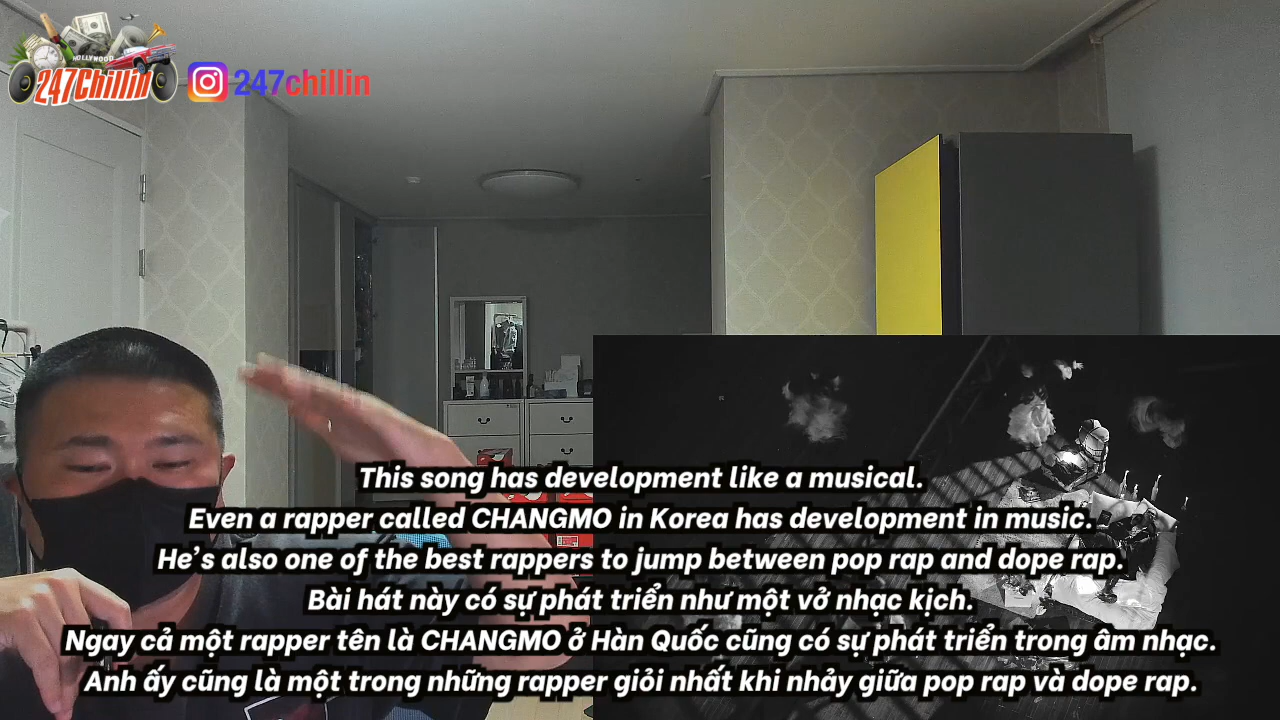 HOLLYWOOD
247Chillin
247chillin
This song has development like a musical.
Even a rapper called CHANGMO in Korea has development in music.
He's also one of the best rappers to jump between pop rap and dope rap.
Bài hát này có sự phát triển như một vở nhạc kịch.
Ngay cả một rapper tên là CHANGMO ở Hàn Quốc cũng có sự phát triển trong âm nhạc.
Anh ấy cũng là một trong những rapper giỏi nhất khi nhảy giữa pop rap và dope rap.